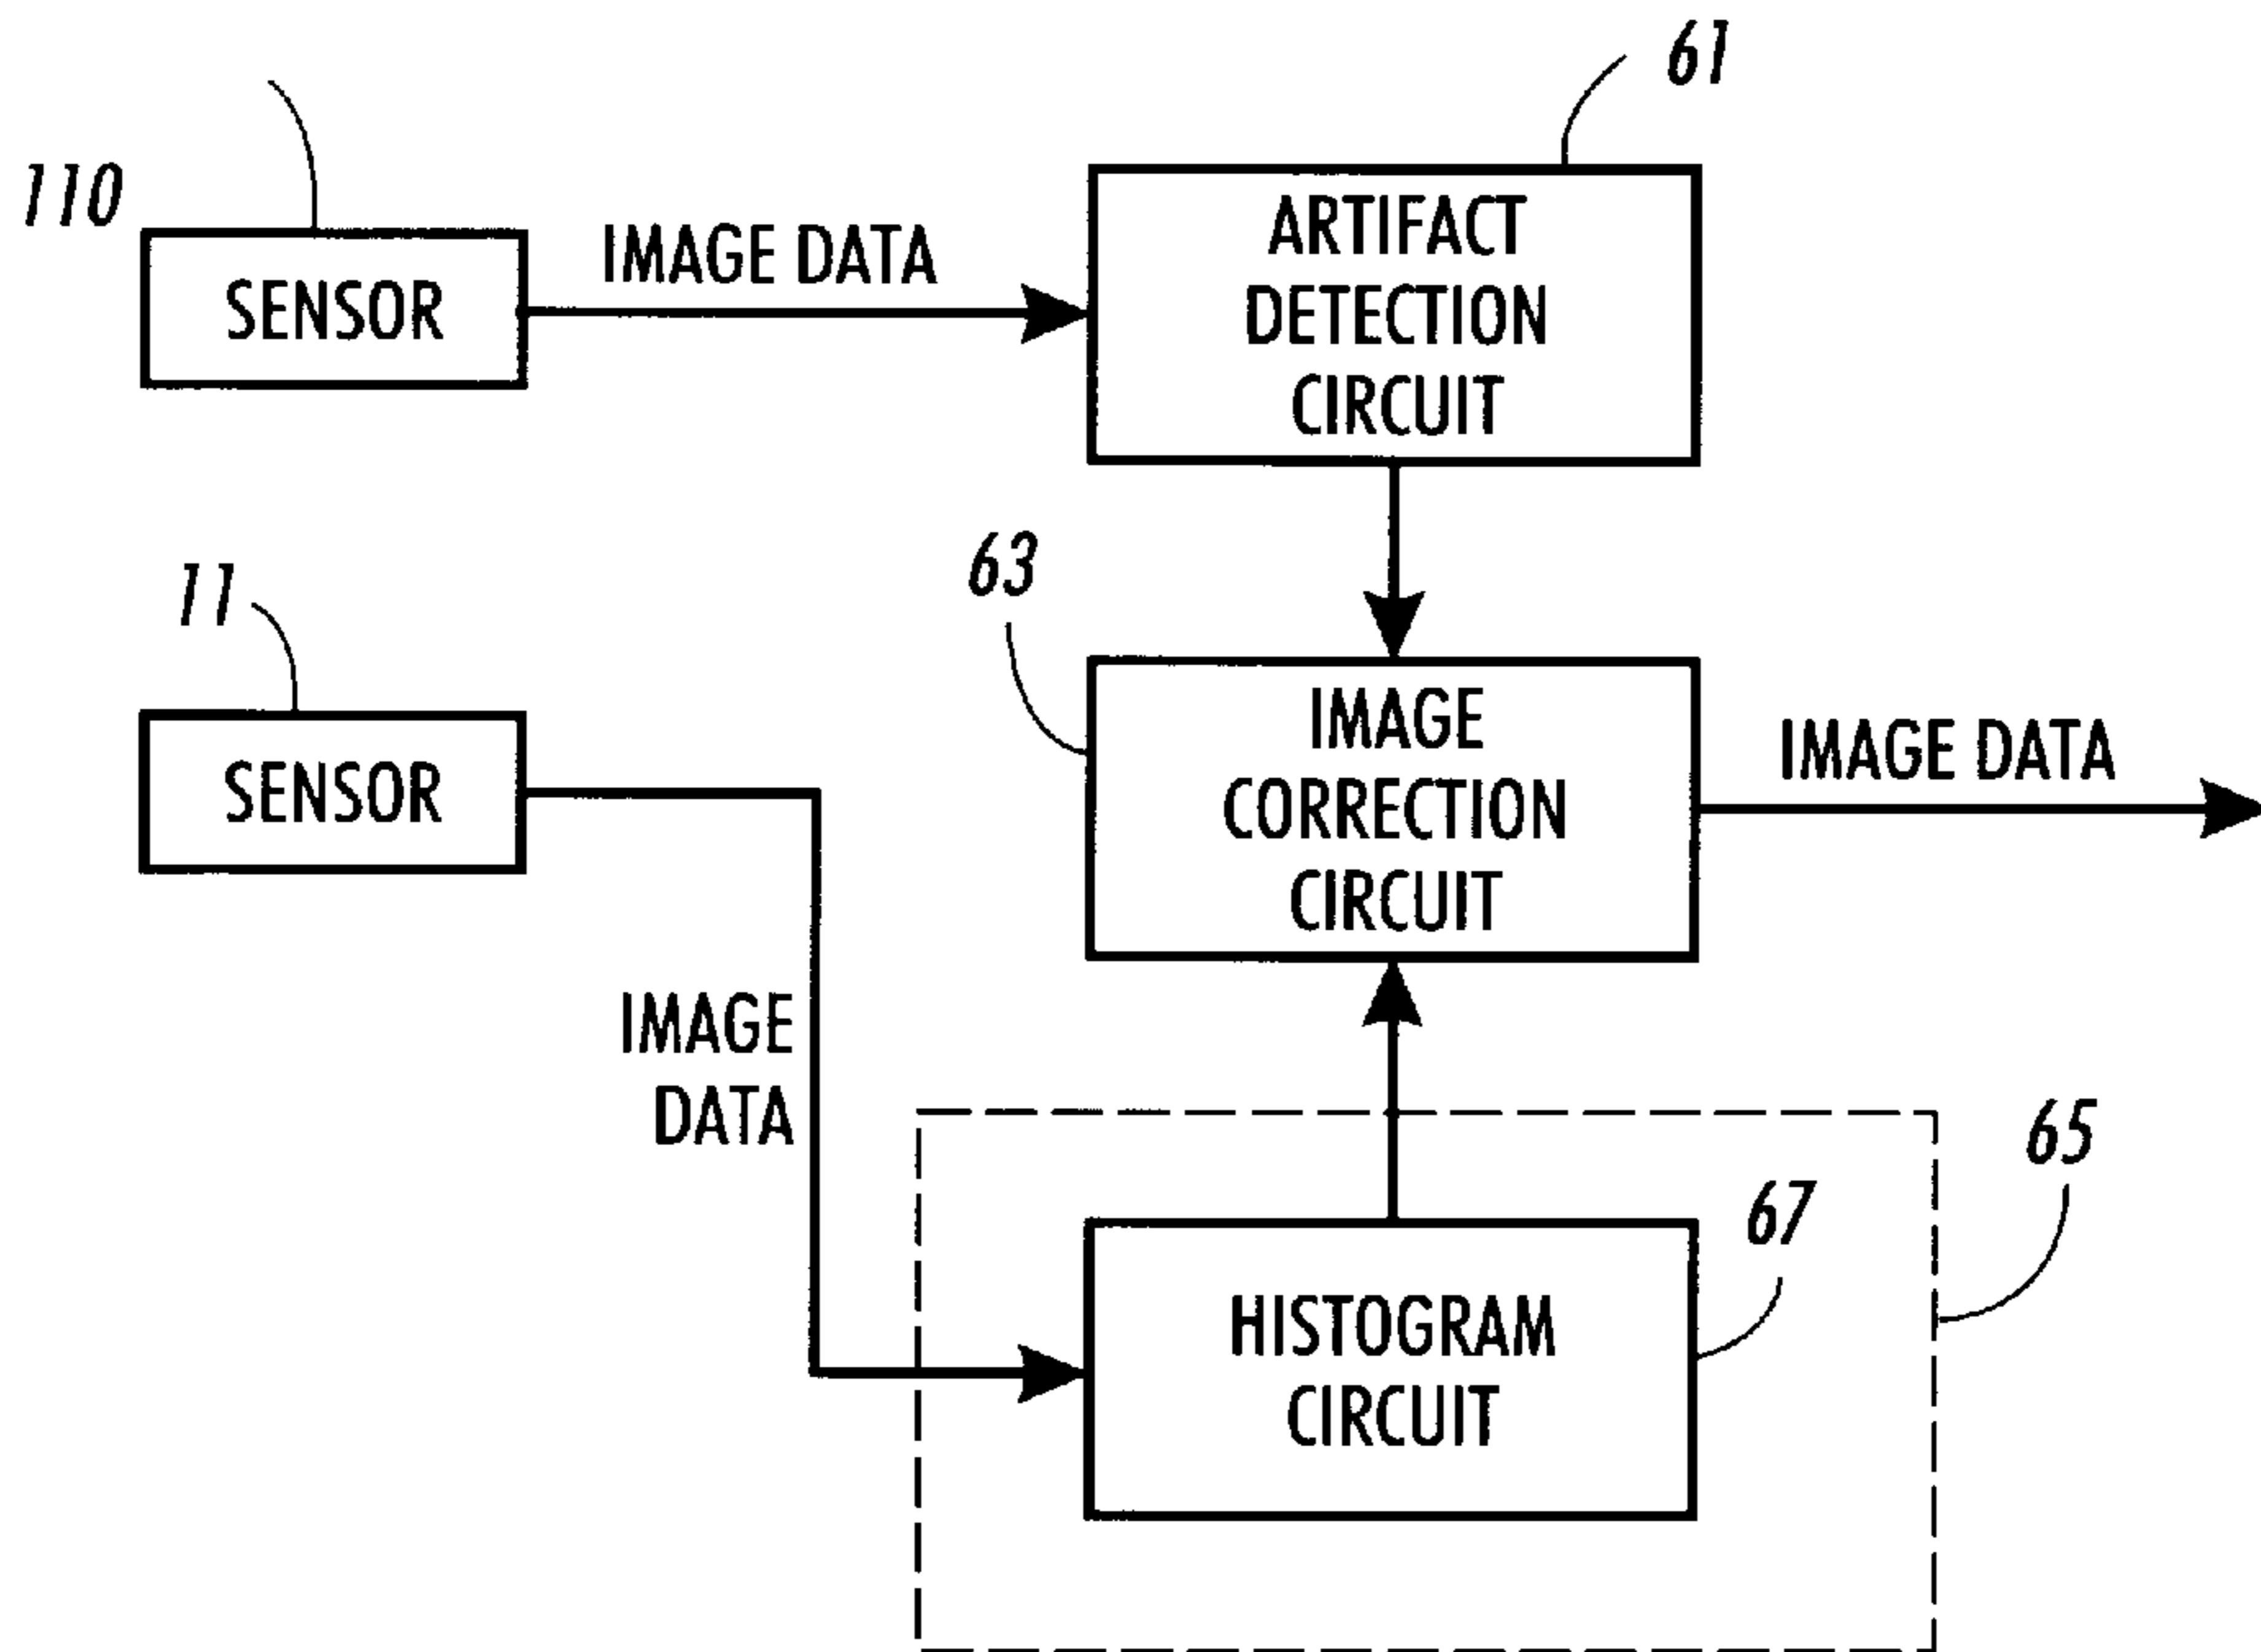 61
110
SENSOR
IMAGE DATA
ARTIFACT
DETECTION
CIRCUIT
11
63
SENSOR
IMAGE
CORRECTION
CIRCUIT
IMAGE DATA
IMAGE
DATA
65
67
HISTOGRAM
CIRCUIT